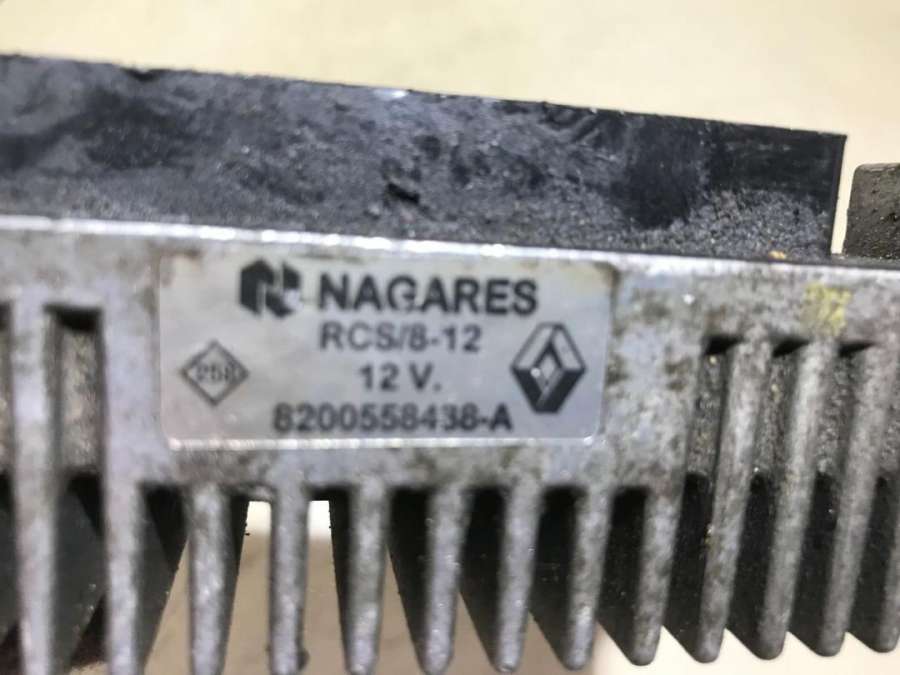 NAGARES
RCS/8-12
12 V.
8200558438-A